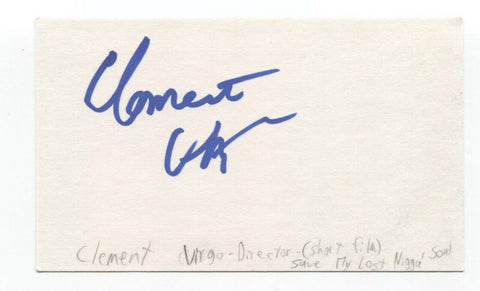 Clement
Clement Virgo - Director - (short film)
Save My Lost Nigga' Soul